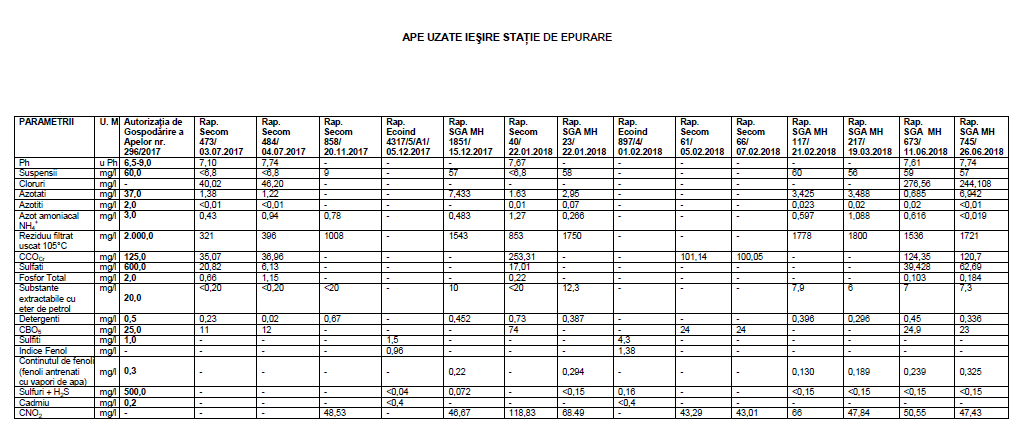 APE UZATE IEȘIRE STAȚIE DE EPURARE
PARAMETRII U. M Autorizația de Gospodărire a Apelor nr. 296/2017 Rap. Secom 473/ 03.07.2017 Rap. Secom 484/ 04.07.2017 Rap. Secom 858/ 20.11.2017 Rap. Ecoind 4317/5/A1/ 05.12.2017 Rap. SGA MH 1851/ 15.12.2017 Rap. Secom 40/ 22.01.2018 Rap. SGA MH 23/ 22.01.2018 Rap. Ecoind 897/4/ 01.02.2018 Rap. Secom 61/ 05.02.2018 Rap. Secom 66/ 07.02.2018 Rap. SGA MH 117/ 21.02.2018 Rap. SGA MH 217/ 19.03.2018 Rap. SGA MH 673/ 11.06.2018 Rap. SGA MH 745/ 26.06.2018
Ph u Ph 6,5-9,0 7,10 7,74 - - - 7,67 - - - - - - 7,61 7,74
Suspensii mg/l 60,0 <6,8 <6,8 9 - 57 <6,8 58 - - - 60 56 59 57
Cloruri mg/l - 40,02 46,20 - - - - - - - - - - 276,56 244,108
Azotati mg/l 37,0 1,38 1,22 - - 7,433 1,63 2,95 - - - 3,425 3,488 0,685 6,942
Azotiti mg/l 2,0 <0,01 <0,01 - - - 0,01 0,07 - - - 0,023 0,02 0,02 <0,01
Azot amoniacal NH₄⁺ mg/l 3,0 0,43 0,94 0,78 - 0,483 1,27 0,266 - - - 0,597 1,088 0,616 <0,019
Reziduu filtrat uscat 105°C mg/l 2.000,0 321 396 1008 - 1543 853 1750 - - - 1778 1800 1536 1721
CCO_Cr mg/l 125,0 35,07 36,96 - - - 253,31 - - 101,14 100,05 - - 124,35 120,7
Sulfati mg/l 600,0 20,82 6,13 - - - 17,01 - - - - - - 39,428 62,69
Fosfor Total mg/l 2,0 0,66 1,15 - - - 0,22 - - - - - - 0,103 0,184
Substante extractabile cu eter de petrol mg/l 20,0 <0,20 <0,20 <20 - 10 <20 12,3 - - - 7,9 6 7 7,3
Detergenti mg/l 0,5 0,23 0,02 0,67 - 0,452 0,73 0,387 - - - 0,396 0,296 0,45 0,336
CBO₅ mg/l 25,0 11 12 - - - 74 - - 24 24 - - 24,9 23
Sulfiti mg/l 1,0 - - - 1,5 - - - 4,3 - - - - - -
Indice Fenol mg/l - - - - 0,96 - - - 1,38 - - - - - -
Continutul de fenoli (fenoli antrenati cu vapori de apa) mg/l 0,3 - - - - 0,22 - 0,294 - - - 0,130 0,189 0,239 0,325
Sulfuri + H₂S mg/l 500,0 - - - <0,04 0,072 - <0,15 0,16 - - <0,15 <0,15 <0,15 <0,15
Cadmiu mg/l 0,2 - - - <0,4 - - - <0,4 - - - - - -
CNO₂ mg/l - - - 48,53 - 46,67 118,83 68,49 - 43,29 43,01 66 47,84 50,55 47,43